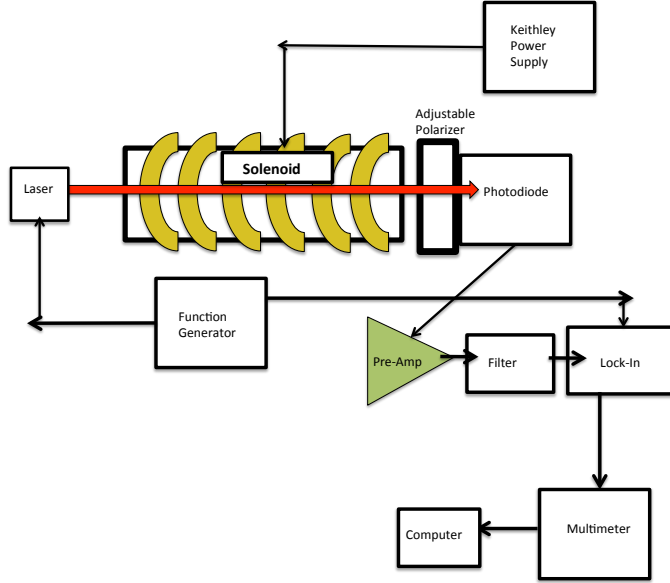 Keithley
Power
Supply
Adjustable
Polarizer
Solenoid
Laser
Photodiode
Function
Generator
Pre-Amp
Filter
Lock-In
Computer
Multimeter